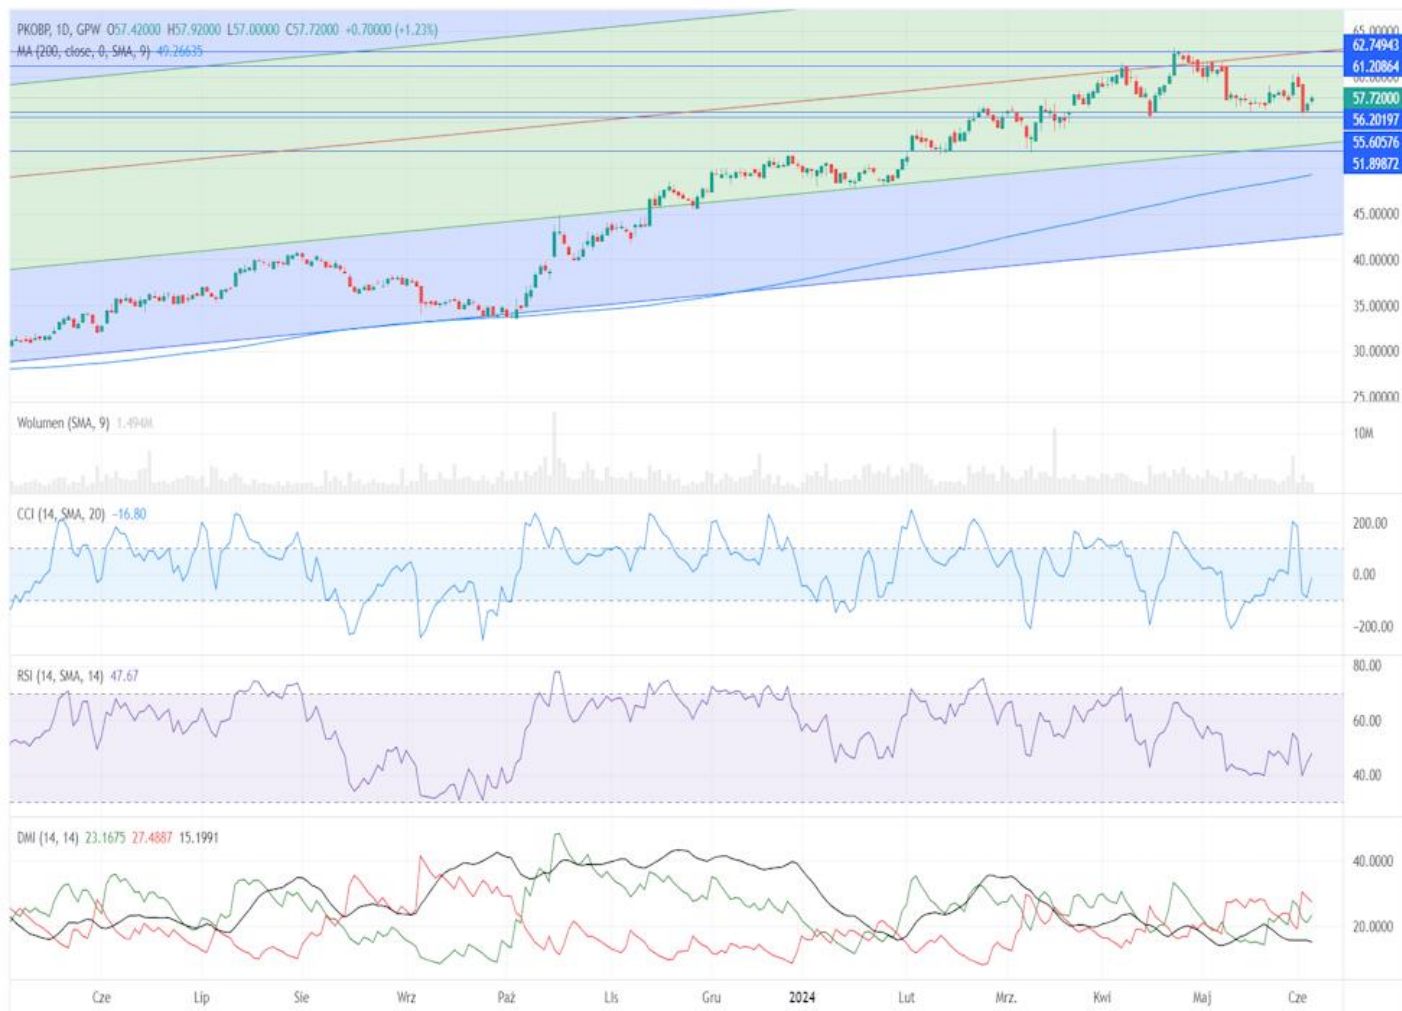 PKOBP, 1D, GPW O57.42000 H57.92000 L57.00000 C57.72000 +0.70000 (+1.23%)
MA (200, close, 0, SMA, 9) 49.26635
65.00000
62.74943
61.20864
60.00000
57.72000
56.20197
55.60576
51.89872
45.00000
40.00000
35.00000
30.00000
25.00000
Wolumen (SMA, 9) 1.494M
10M
CCI (14, SMA, 20) −16.80
200.00
0.00
−200.00
RSI (14, SMA, 14) 47.67
80.00
60.00
40.00
DMI (14, 14) 23.1675 27.4887 15.1991
40.0000
20.0000
Cze Lip Sie Wrz Paź Lis Gru 2024 Lut Mrz. Kwi Maj Cze